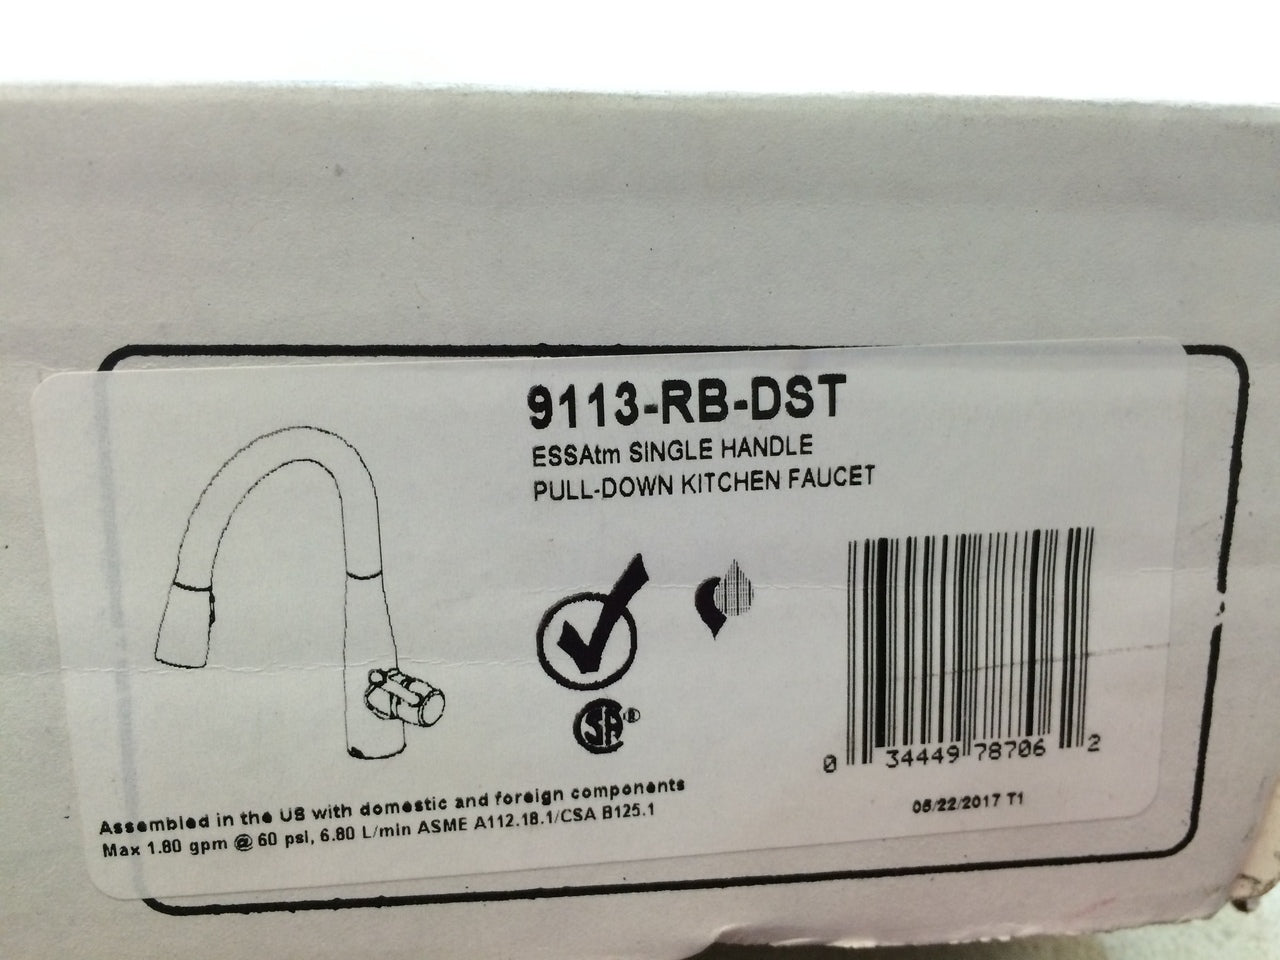 9113-RB-DST
ESSAtm SINGLE HANDLE
PULL-DOWN KITCHEN FAUCET
SA®
0 34449 78706 2
05/22/2017 T1
Assembled in the US with domestic and foreign components
Max 1.80 gpm @ 60 psi, 6.80 L/min ASME A112.18.1/CSA B125.1